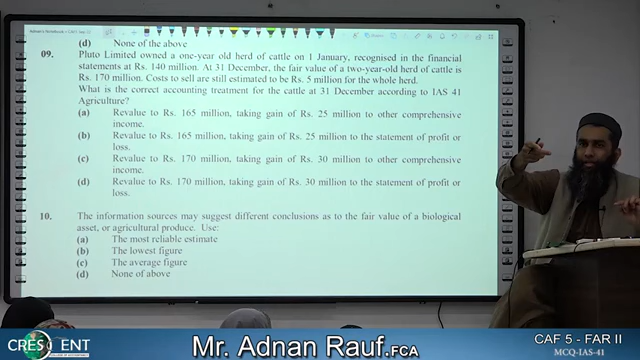 (d) None of the above
09. Pluto Limited owned a one-year old herd of cattle on 1 January, recognised in the financial
statements at Rs. 140 million. At 31 December, the fair value of a two-year-old herd of cattle is
Rs. 170 million. Costs to sell are still estimated to be Rs. 5 million for the whole herd.
What is the correct accounting treatment for the cattle at 31 December according to IAS 41
Agriculture?
(a) Revalue to Rs. 165 million, taking gain of Rs. 25 million to other comprehensive
income.
(b) Revalue to Rs. 165 million, taking gain of Rs. 25 million to the statement of profit or
loss.
(c) Revalue to Rs. 170 million, taking gain of Rs. 30 million to other comprehensive
income.
(d) Revalue to Rs. 170 million, taking gain of Rs. 30 million to the statement of profit or
loss.
10. The information sources may suggest different conclusions as to the fair value of a biological
asset, or agricultural produce. Use:
(a) The most reliable estimate
(b) The lowest figure
(c) The average figure
(d) None of above
CRESCENT
Mr. Adnan Rauf.FCA
CAF 5 - FAR II
MCQ-IAS-41